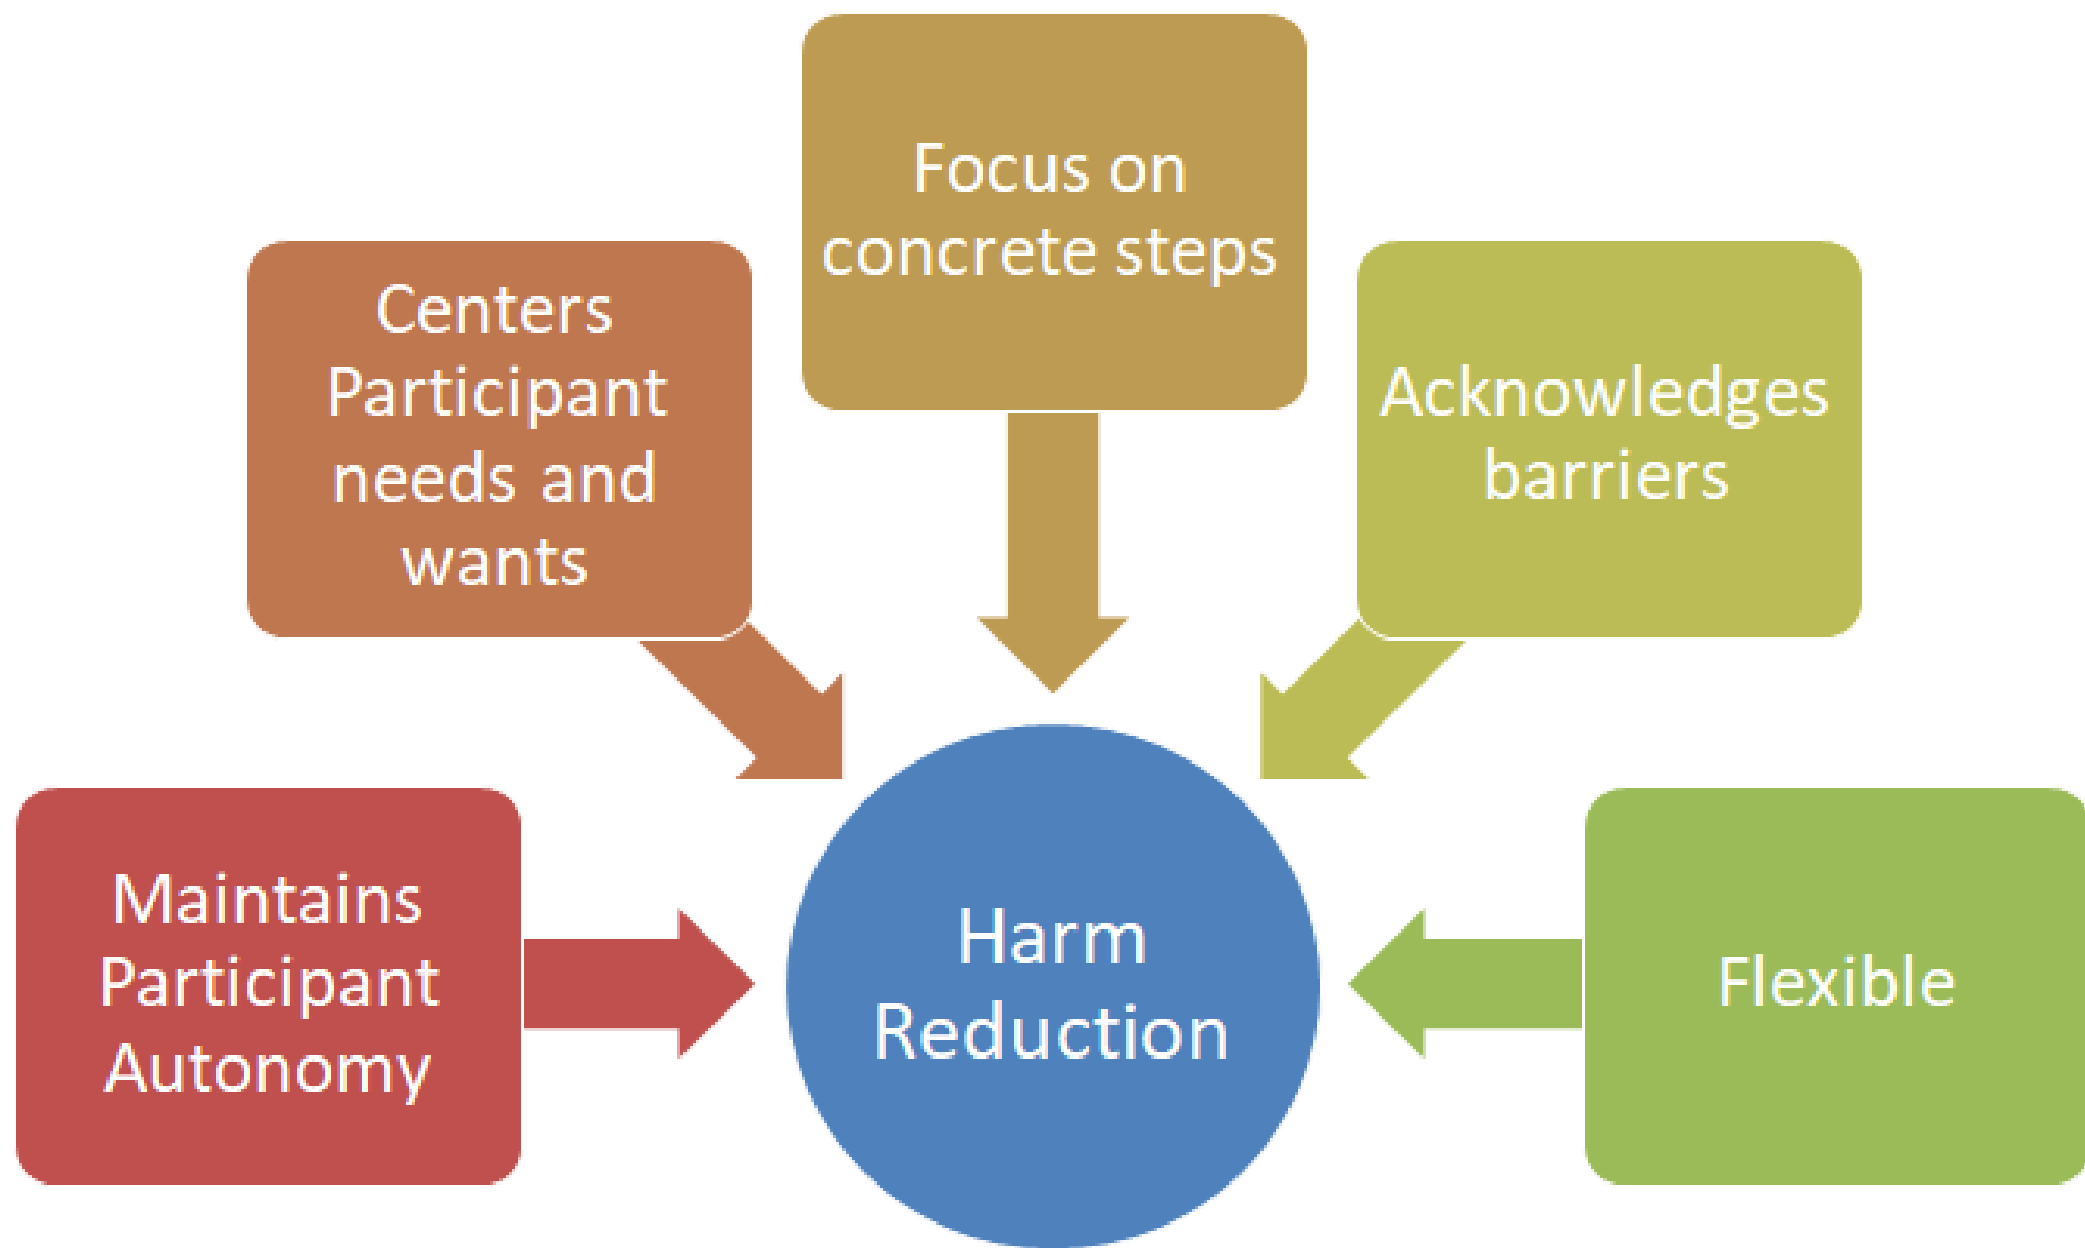 Focus on
concrete steps
Centers
Participant
needs and
wants
Acknowledges
barriers
Maintains
Participant
Autonomy
Harm
Reduction
Flexible